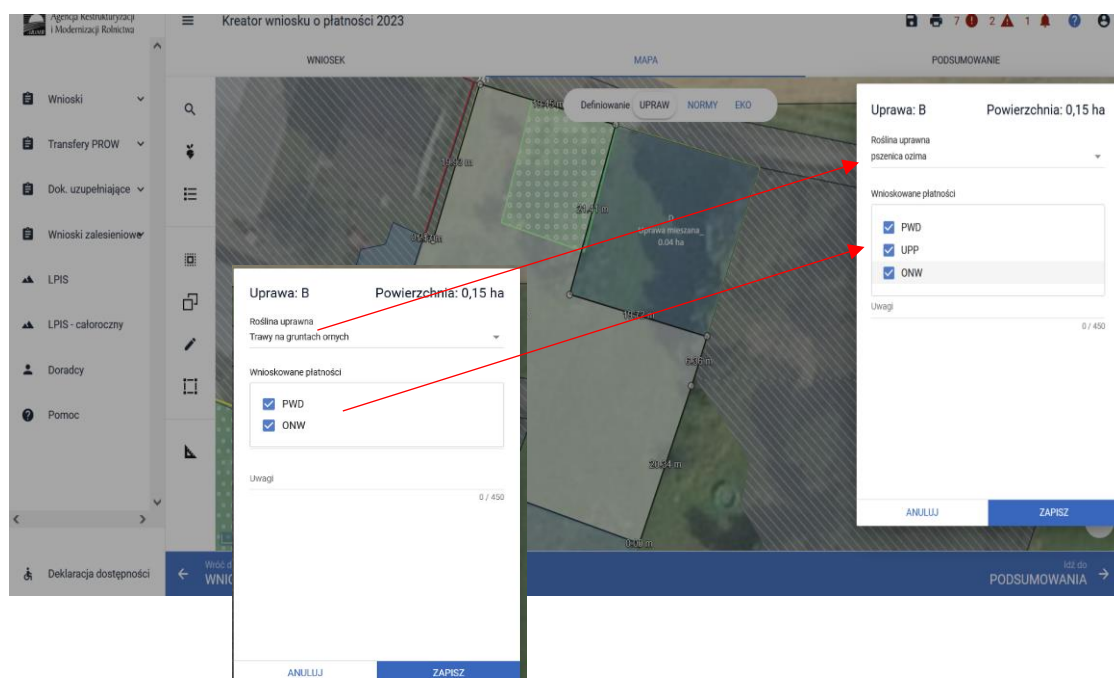 Agencja Restrukturyzacji
i Modernizacji Rolnictwa
Kreator wniosku o płatności 2023
7 2 1
WNIOSEK
MAPA
PODSUMOWANIE
Wnioski
Transfery PROW
Dok. uzupełniające
Wnioski zalesieniowe
LPIS
LPIS - całoroczny
Doradcy
Pomoc
Deklaracja dostępności
Definiowanie UPRAW NORMY EKO
Uprawa mieszana_
0.04 ha
Uprawa: B Powierzchnia: 0,15 ha
Roślina uprawna
Trawy na gruntach ornych
Wnioskowane płatności
PWD
ONW
Uwagi
0 / 450
ANULUJ ZAPISZ
Uprawa: B Powierzchnia: 0,15 ha
Roślina uprawna
pszenica ozima
Wnioskowane płatności
PWD
UPP
ONW
Uwagi
0 / 450
ANULUJ ZAPISZ
Wróć d
WNIO
Idź do
PODSUMOWANIA